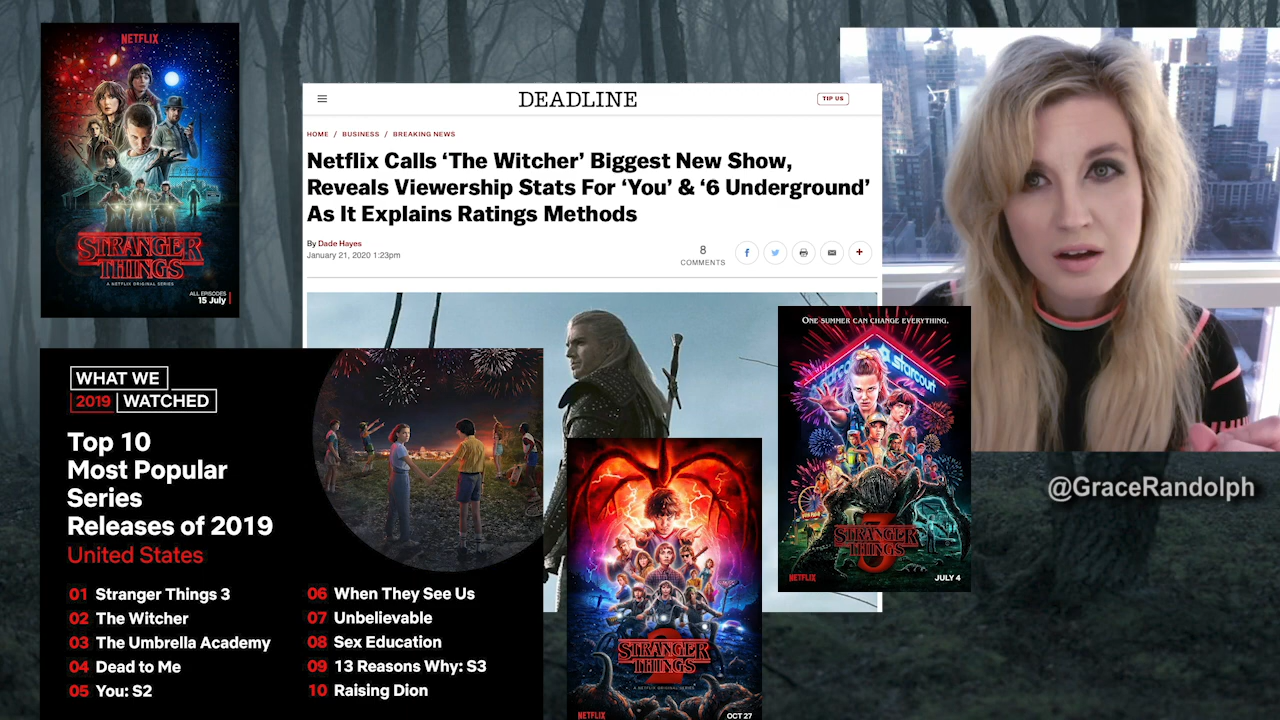 NETFLIX
STRANGER
THINGS
A NETFLIX ORIGINAL SERIES
ALL EPISODES
15 July
DEADLINE
TIP US
HOME / BUSINESS / BREAKING NEWS
Netflix Calls ‘The Witcher’ Biggest New Show,
Reveals Viewership Stats For ‘You’ & ‘6 Underground’
As It Explains Ratings Methods
By Dade Hayes
January 21, 2020 1:23pm
8
COMMENTS
WHAT WE
2019 WATCHED
Top 10
Most Popular
Series
Releases of 2019
United States
01 Stranger Things 3
02 The Witcher
03 The Umbrella Academy
04 Dead to Me
05 You: S2
06 When They See Us
07 Unbelievable
08 Sex Education
09 13 Reasons Why: S3
10 Raising Dion
STRANGER
THINGS
2
A NETFLIX ORIGINAL SERIES
NETFLIX
OCT 27
ONE SUMMER CAN CHANGE EVERYTHING.
starcourt
STRANGER
THINGS
3
NETFLIX
JULY 4
@GraceRandolph